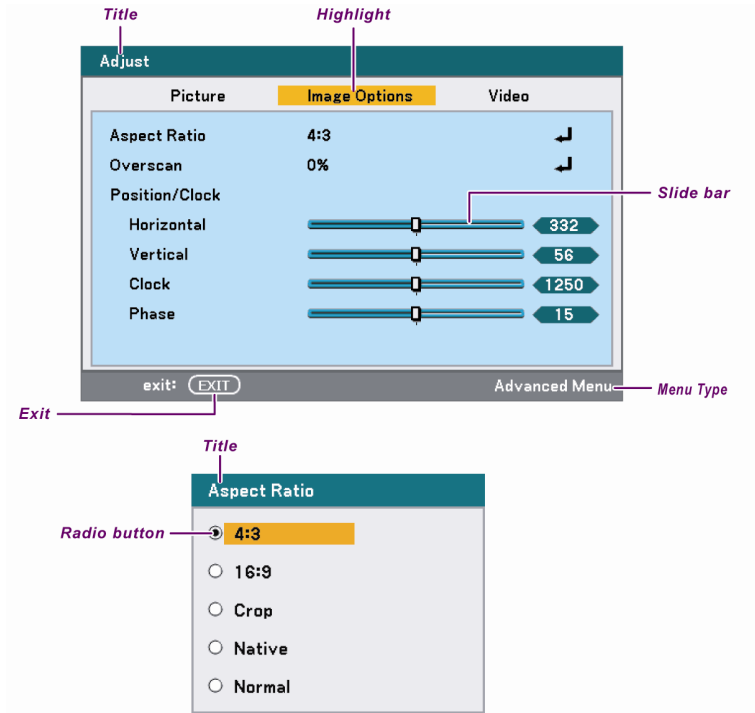 Title Highlight
Adjust
Picture Image Options Video
Aspect Ratio 4:3
Overscan 0%
Position/Clock
Slide bar
Horizontal 332
Vertical 56
Clock 1250
Phase 15
exit: EXIT Advanced Menu
Menu Type
Exit
Title
Aspect Ratio
Radio button 4:3
16:9
Crop
Native
Normal